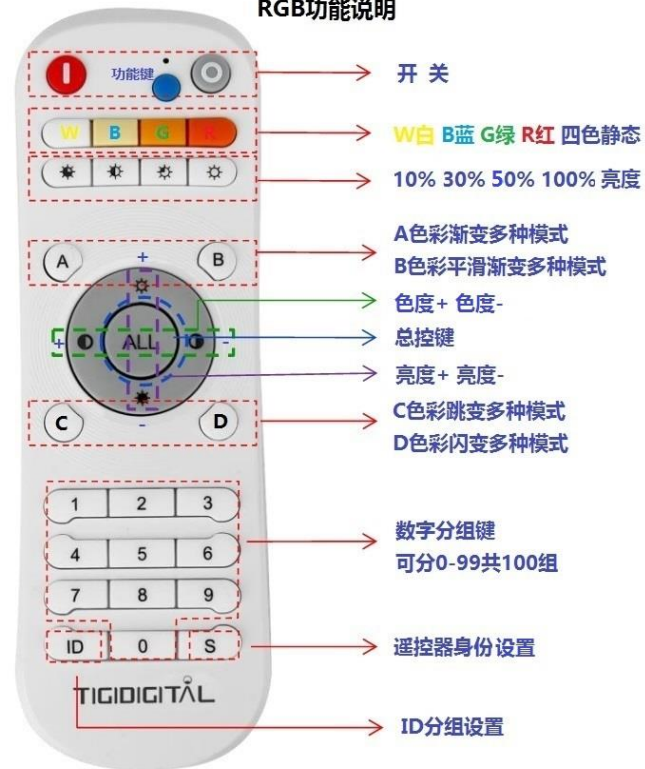 RGB功能说明
功能键
开 关
W B G R
W白 B蓝 G绿 R红 四色静态
10% 30% 50% 100% 亮度
A
B
A色彩渐变多种模式
B色彩平滑渐变多种模式
+
色度+ 色度-
+ ALL -
总控键
亮度+ 亮度-
-
C
D
C色彩跳变多种模式
D色彩闪变多种模式
1 2 3
4 5 6
7 8 9
数字分组键
可分0-99共100组
ID 0 S
遥控器身份设置
TIGIDIGITÅL
ID分组设置